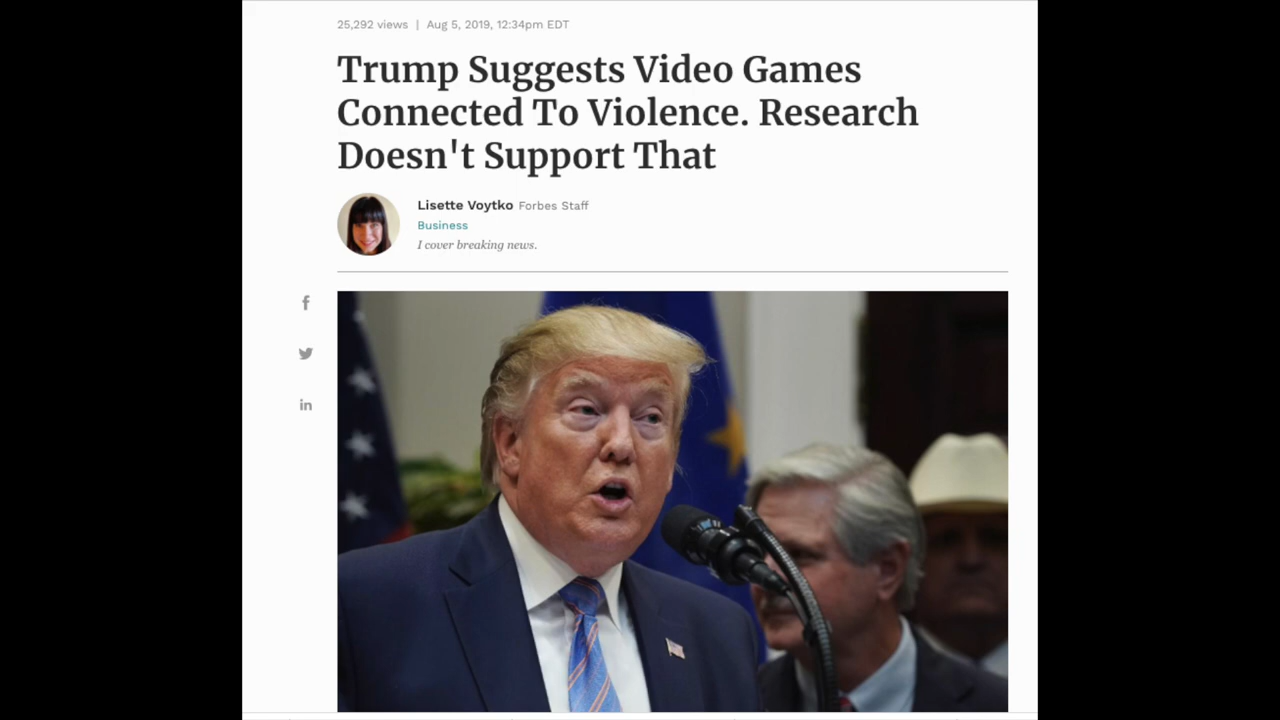 25,292 views | Aug 5, 2019, 12:34pm EDT
Trump Suggests Video Games
Connected To Violence. Research
Doesn't Support That
Lisette Voytko Forbes Staff
Business
I cover breaking news.